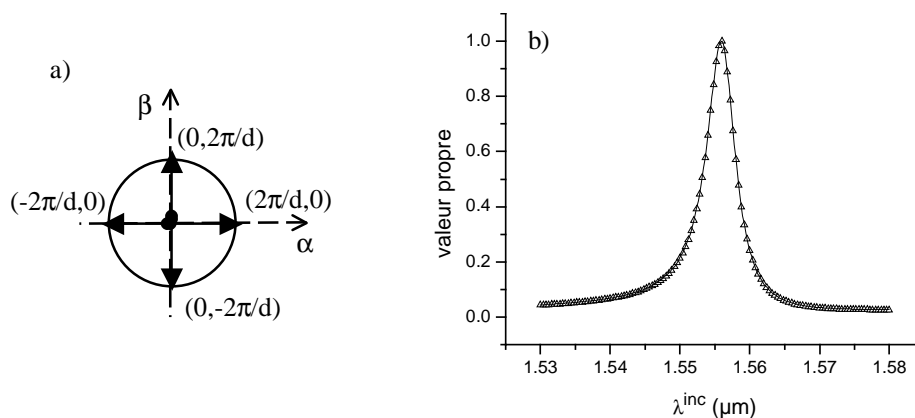 a)
β
(0,2π/d)
(-2π/d,0)
(2π/d,0)
α
(0,-2π/d)
b)
valeur propre
1.0
0.8
0.6
0.4
0.2
0.0
1.53 1.54 1.55 1.56 1.57 1.58
λ^inc (μm)